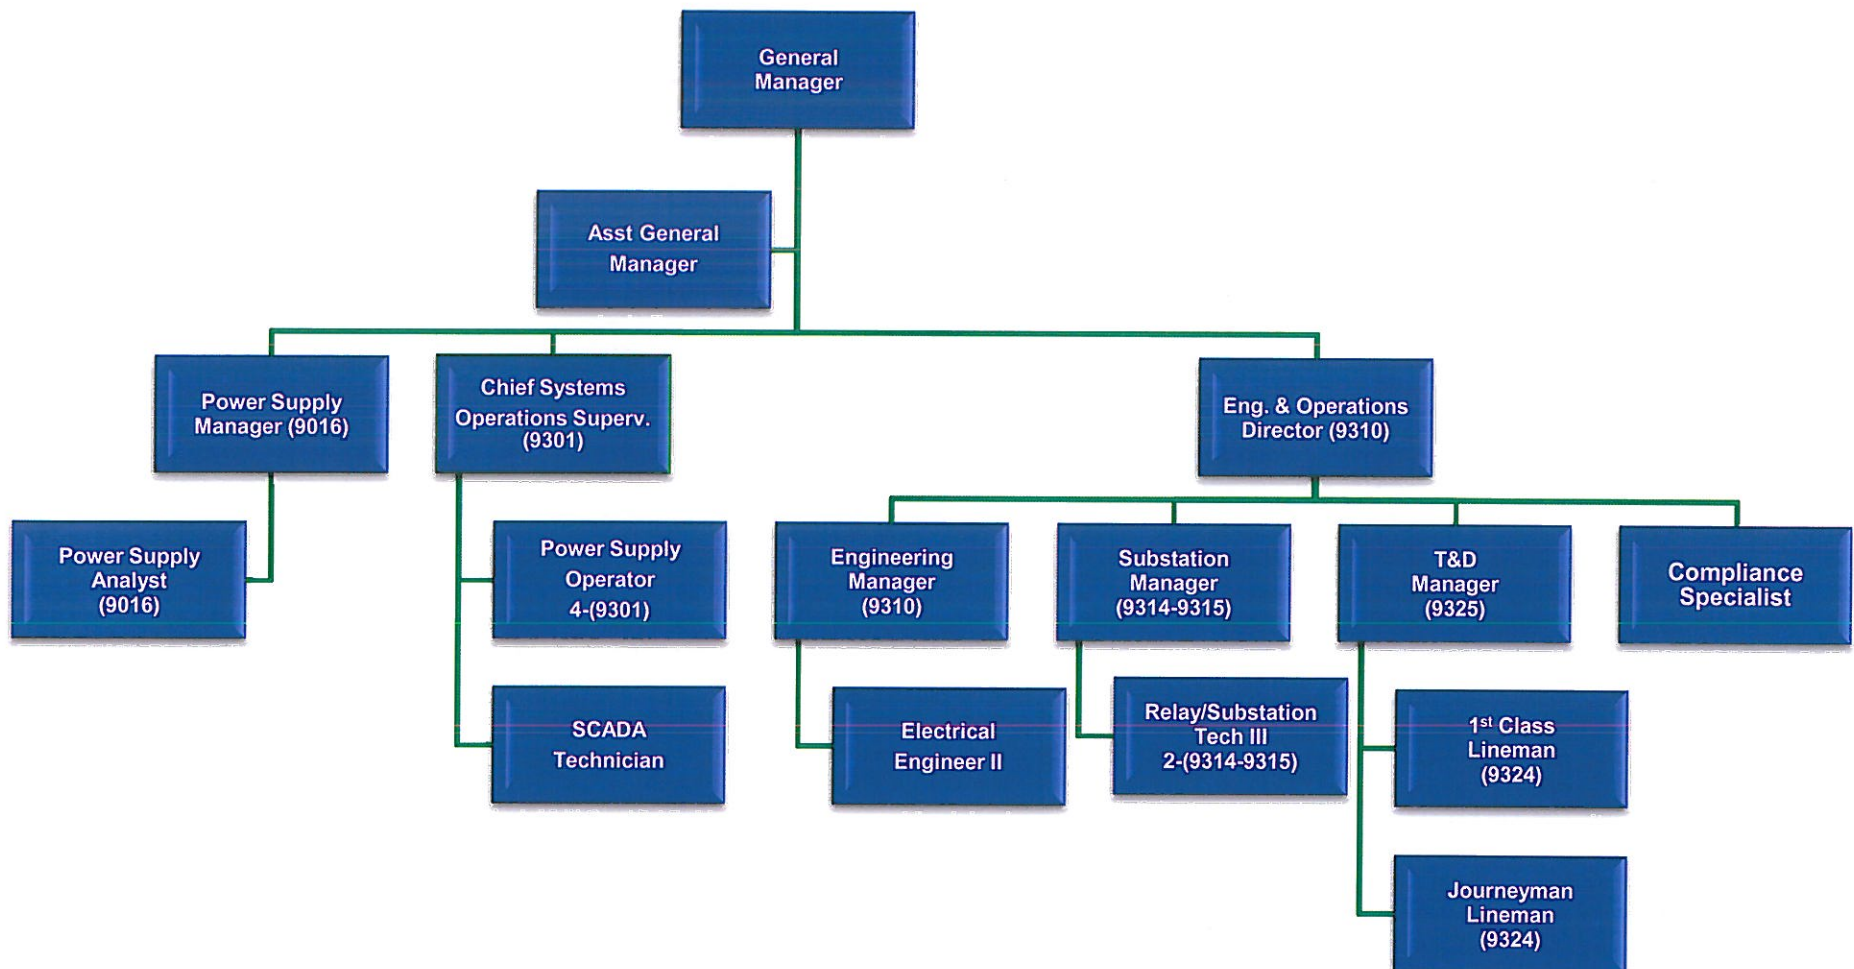 General
Manager
Asst General
Manager
Power Supply
Manager (9016)
Chief Systems
Operations Superv.
(9301)
Eng. & Operations
Director (9310)
Power Supply
Analyst
(9016)
Power Supply
Operator
4-(9301)
Engineering
Manager
(9310)
Substation
Manager
(9314-9315)
T&D
Manager
(9325)
Compliance
Specialist
SCADA
Technician
Electrical
Engineer II
Relay/Substation
Tech III
2-(9314-9315)
1st Class
Lineman
(9324)
Journeyman
Lineman
(9324)